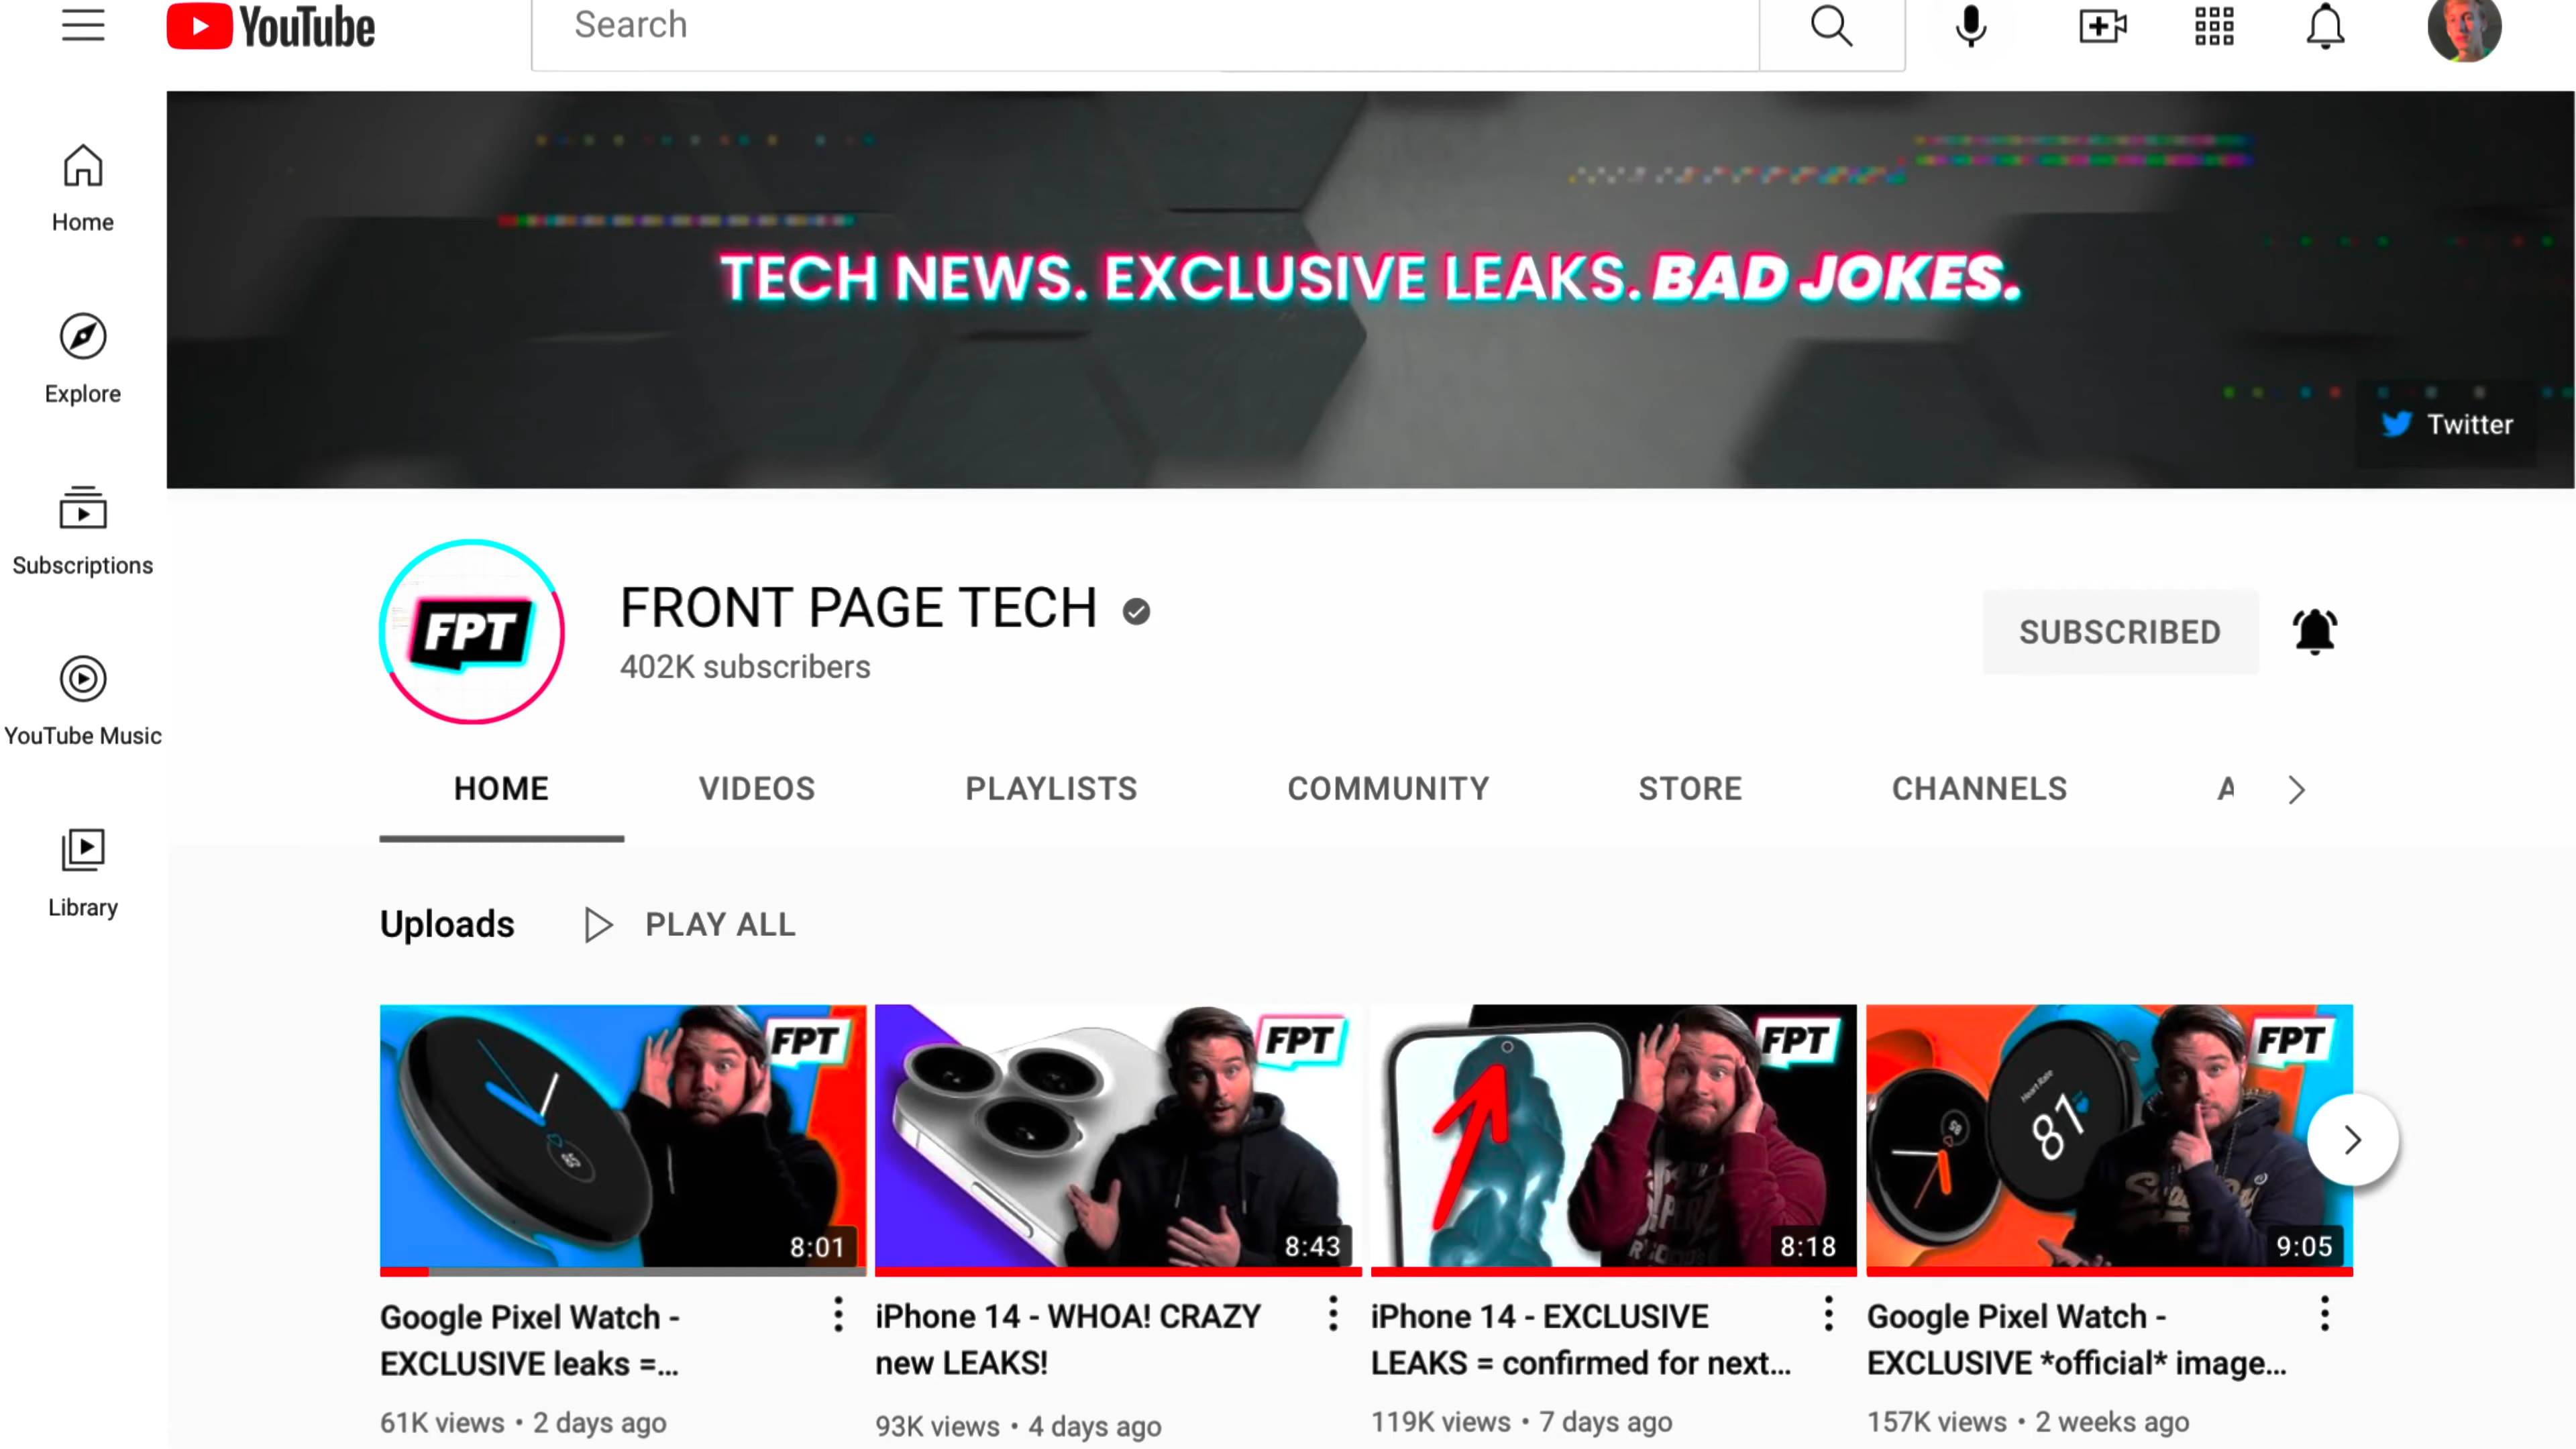 YouTube
Search
Home
Explore
Subscriptions
YouTube Music
Library
TECH NEWS. EXCLUSIVE LEAKS. BAD JOKES.
Twitter
FPT
FRONT PAGE TECH
402K subscribers
SUBSCRIBED
HOME VIDEOS PLAYLISTS COMMUNITY STORE CHANNELS A
Uploads PLAY ALL
FPT
8:01
FPT
8:43
FPT
8:18
Heart Rate
81
FPT
9:05
Google Pixel Watch -
EXCLUSIVE leaks =...
61K views • 2 days ago
iPhone 14 - WHOA! CRAZY
new LEAKS!
93K views • 4 days ago
iPhone 14 - EXCLUSIVE
LEAKS = confirmed for next...
119K views • 7 days ago
Google Pixel Watch -
EXCLUSIVE *official* image...
157K views • 2 weeks ago